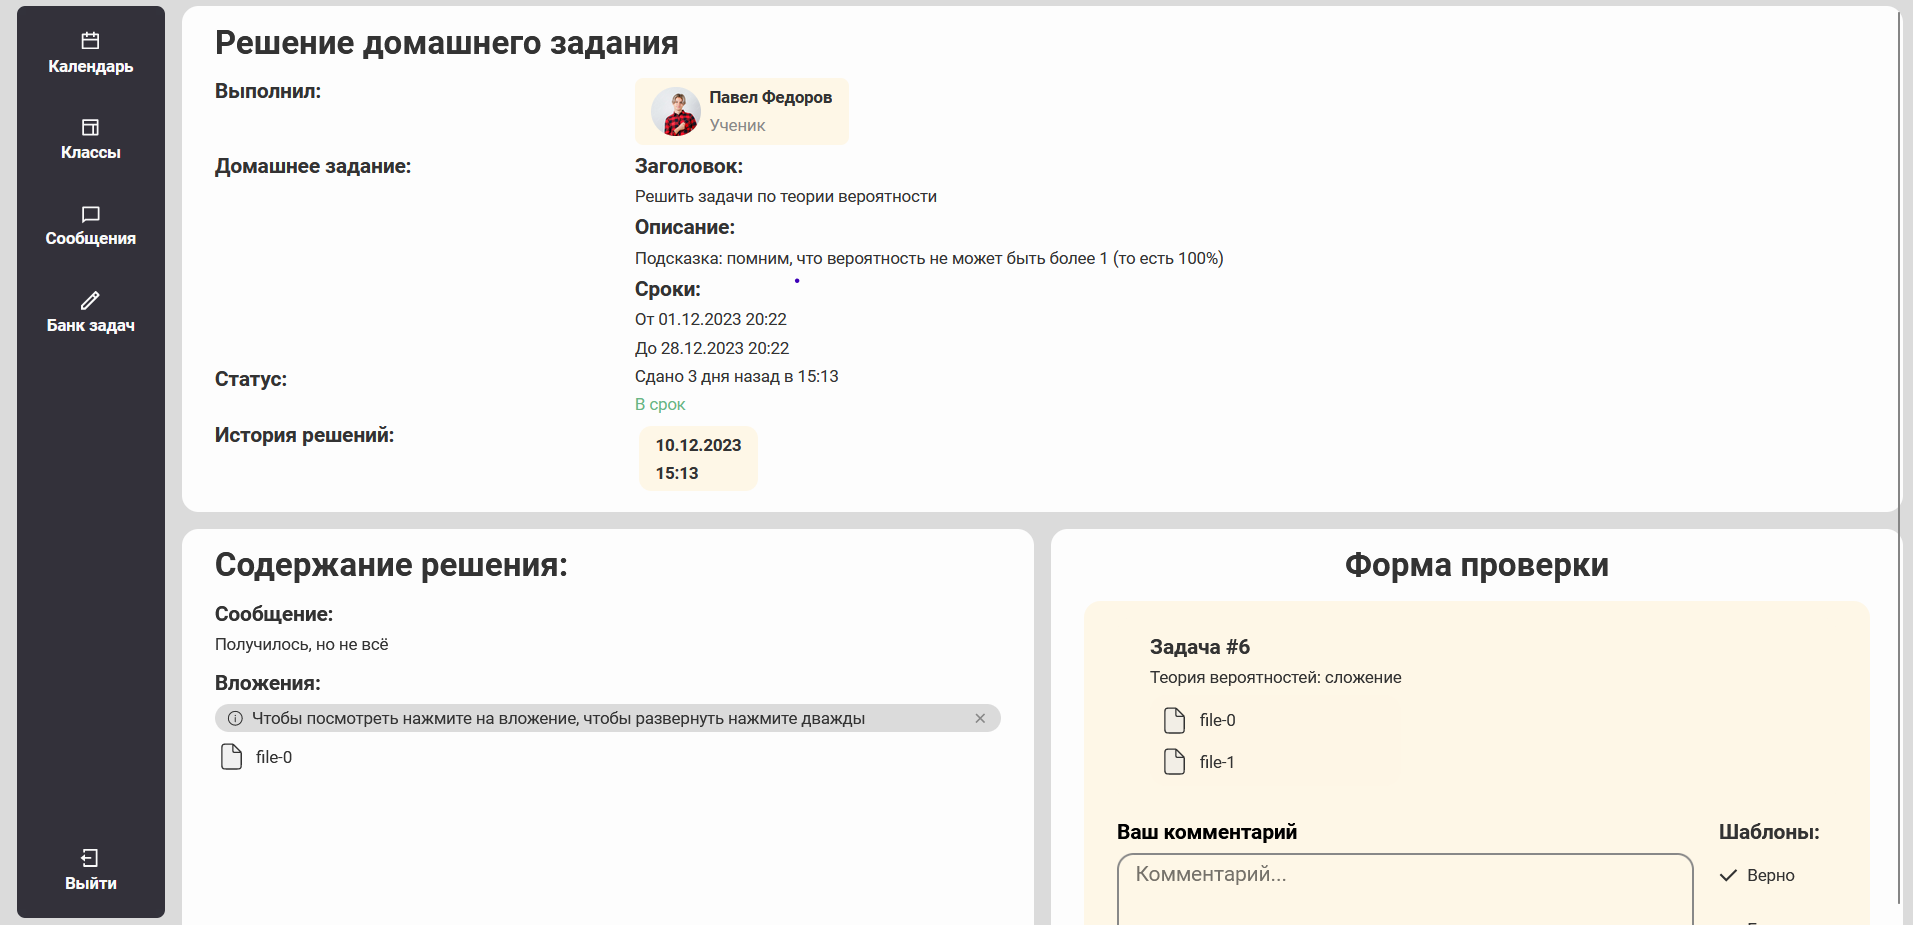 Календарь
Классы
Сообщения
Банк задач
Выйти
Решение домашнего задания
Выполнил:
Павел Федоров
Ученик
Домашнее задание:
Заголовок:
Решить задачи по теории вероятности
Описание:
Подсказка: помним, что вероятность не может быть более 1 (то есть 100%)
Сроки:
От 01.12.2023 20:22
До 28.12.2023 20:22
Статус:
Сдано 3 дня назад в 15:13
В срок
История решений:
10.12.2023
15:13
Содержание решения:
Сообщение:
Получилось, но не всё
Вложения:
Чтобы посмотреть нажмите на вложение, чтобы развернуть нажмите дважды
file-0
Форма проверки
Задача #6
Теория вероятностей: сложение
file-0
file-1
Ваш комментарий
Комментарий...
Шаблоны:
Верно